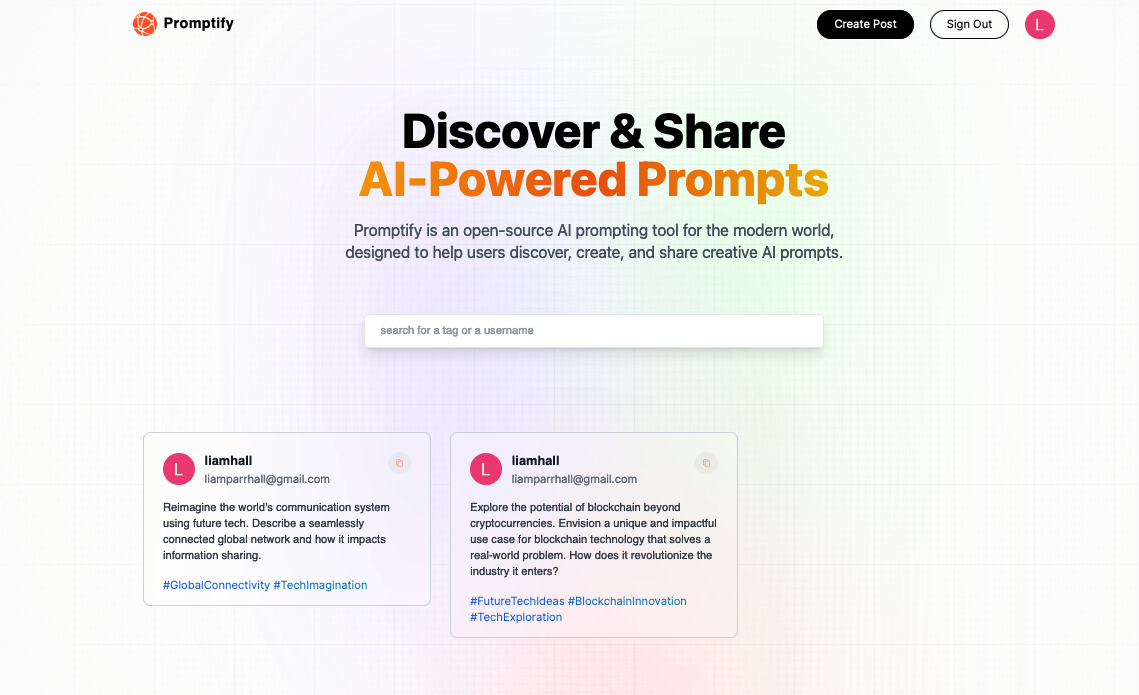 Promptify
Create Post
Sign Out
L
Discover & Share
AI-Powered Prompts
Promptify is an open-source AI prompting tool for the modern world,
designed to help users discover, create, and share creative AI prompts.
search for a tag or a username
L
liamhall
liamparrhall@gmail.com
Reimagine the world's communication system
using future tech. Describe a seamlessly
connected global network and how it impacts
information sharing.
#GlobalConnectivity #TechImagination
L
liamhall
liamparrhall@gmail.com
Explore the potential of blockchain beyond
cryptocurrencies. Envision a unique and impactful
use case for blockchain technology that solves a
real-world problem. How does it revolutionize the
industry it enters?
#FutureTechIdeas #BlockchainInnovation
#TechExploration